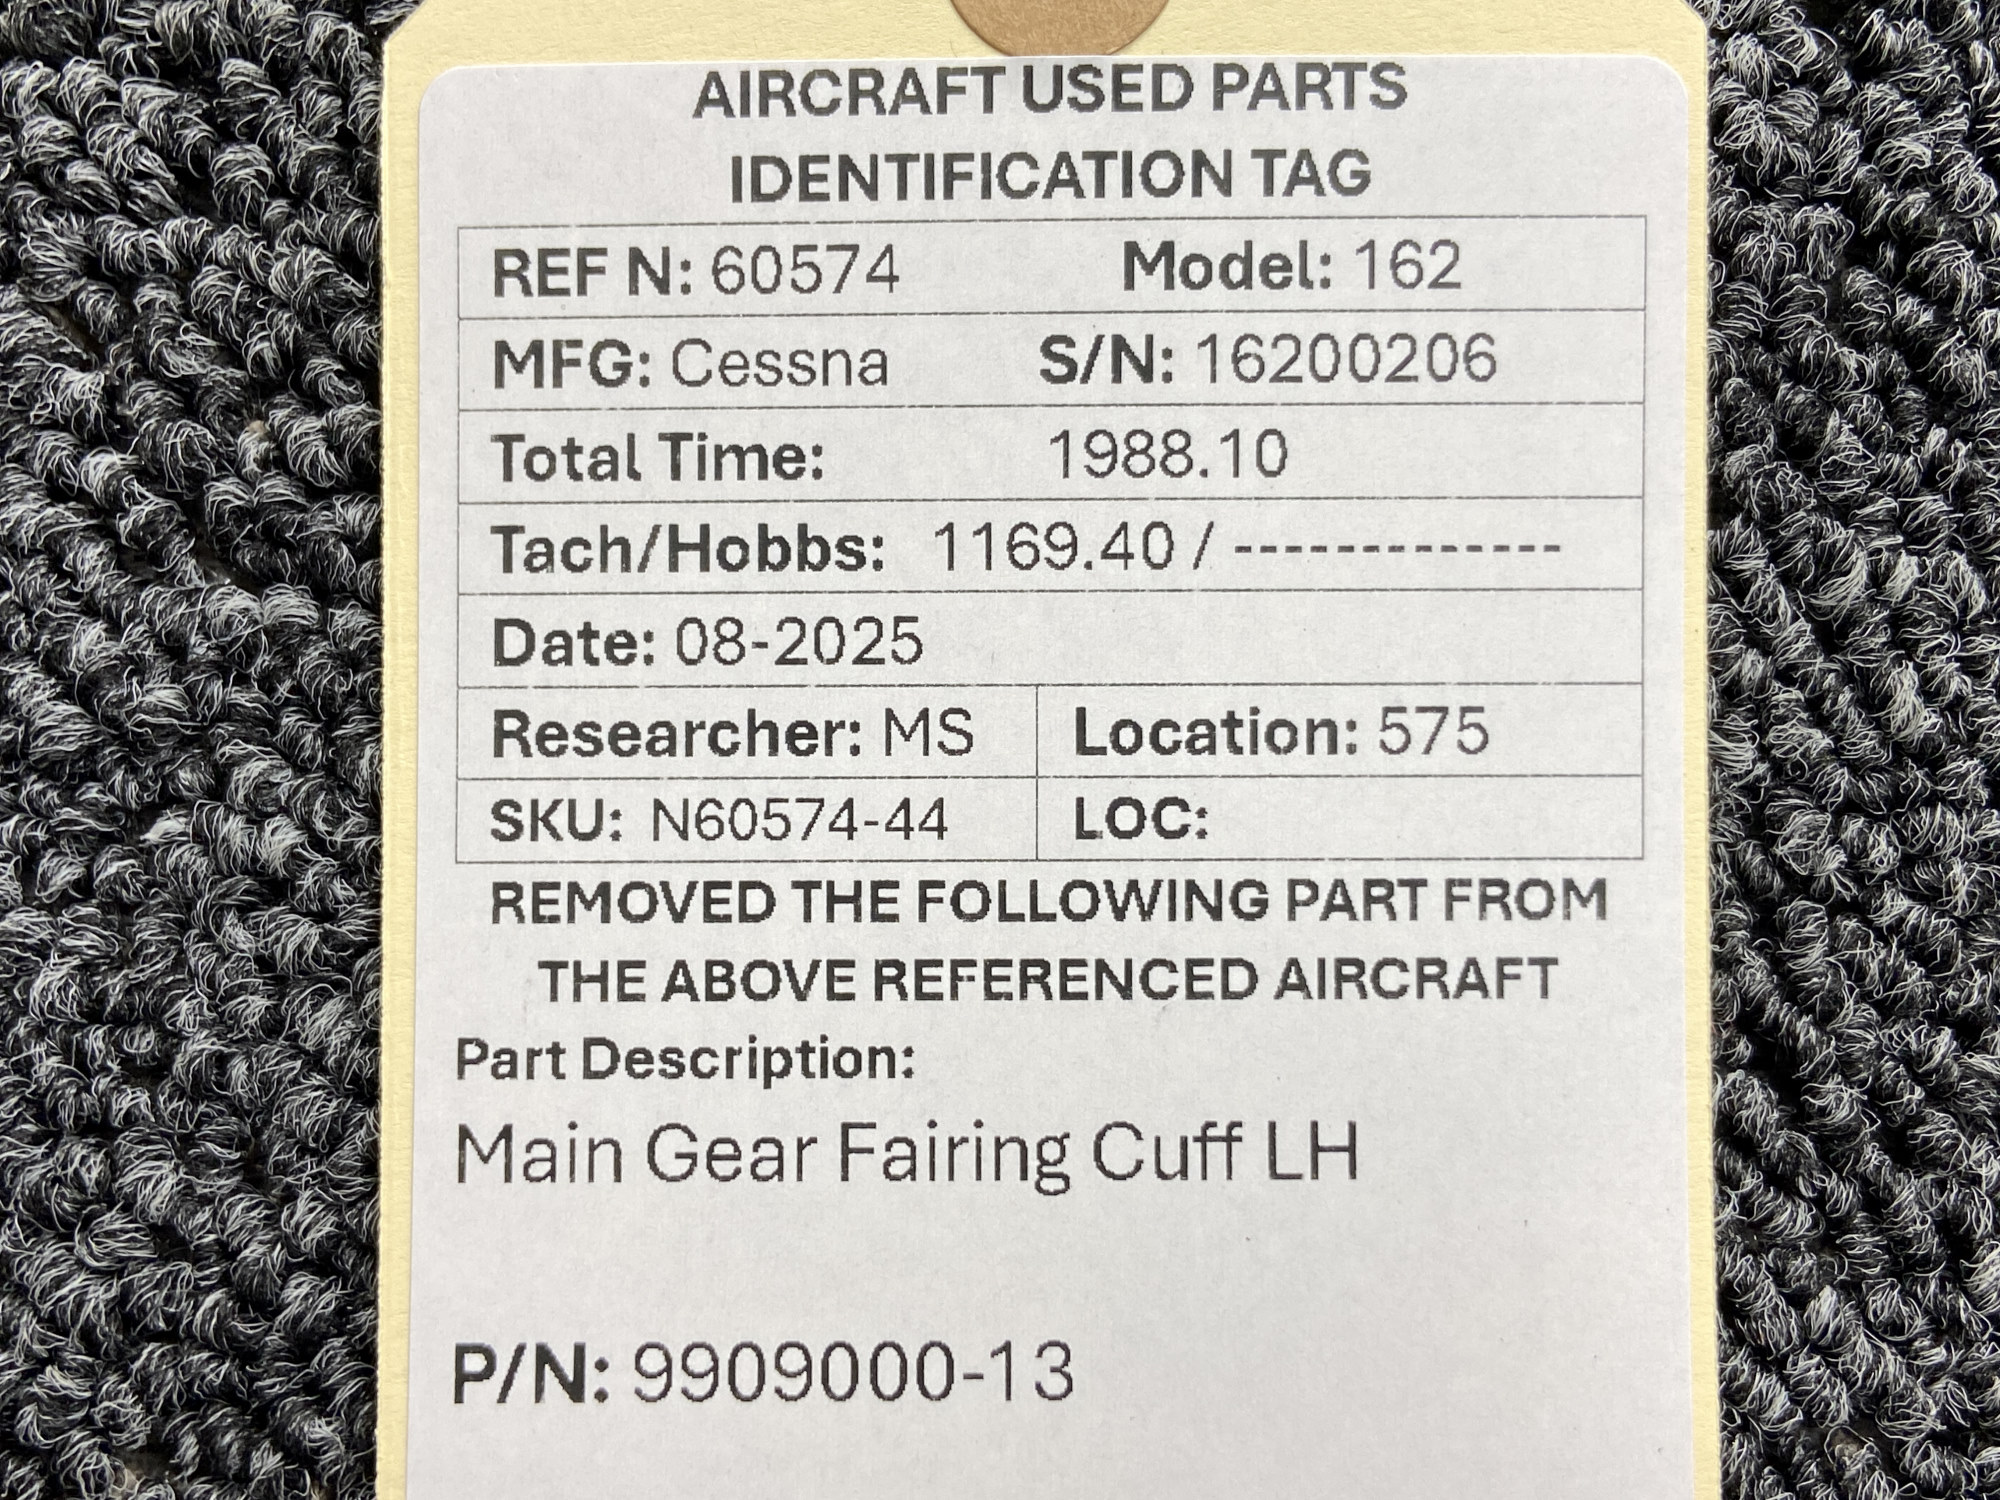 AIRCRAFT USED PARTS
IDENTIFICATION TAG
REF N: 60574 Model: 162
MFG: Cessna S/N: 16200206
Total Time: 1988.10
Tach/Hobbs: 1169.40 / -------------
Date: 08-2025
Researcher: MS Location: 575
SKU: N60574-44 LOC:
REMOVED THE FOLLOWING PART FROM
THE ABOVE REFERENCED AIRCRAFT
Part Description:
Main Gear Fairing Cuff LH
P/N: 9909000-13